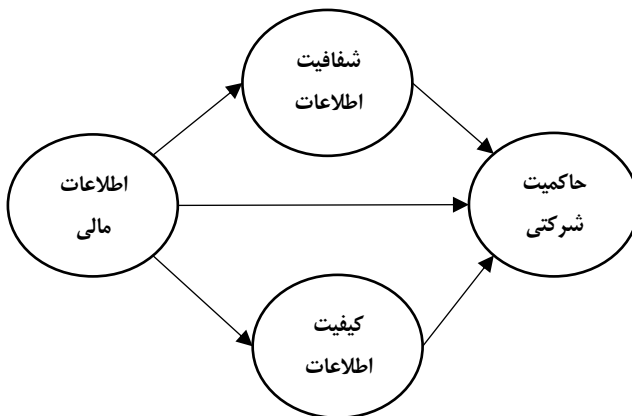 شفافیت
اطلاعات
اطلاعات
مالی
حاکمیت
شرکتی
کیفیت
اطلاعات